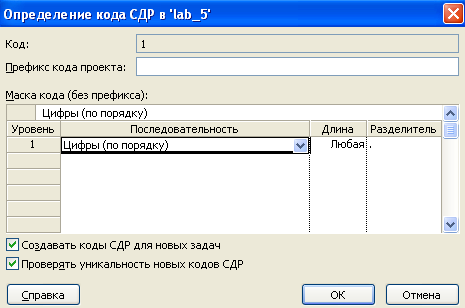 Определение кода СДР в 'lab_5'
Код: 1
Префикс кода проекта:
Маска кода (без префикса):
Цифры (по порядку)
Уровень Последовательность Длина Разделитель
1 Цифры (по порядку) Любая .
Создавать коды СДР для новых задач
Проверять уникальность новых кодов СДР
Справка ОК Отмена